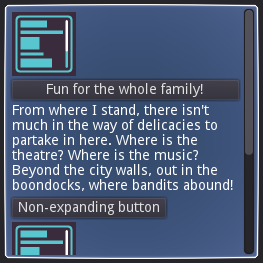 Fun for the whole family!
From where I stand, there isn't
much in the way of delicacies to
partake in here. Where is the
theatre? Where is the music?
Beyond the city walls, out in the
boondocks, where bandits abound!
Non-expanding button